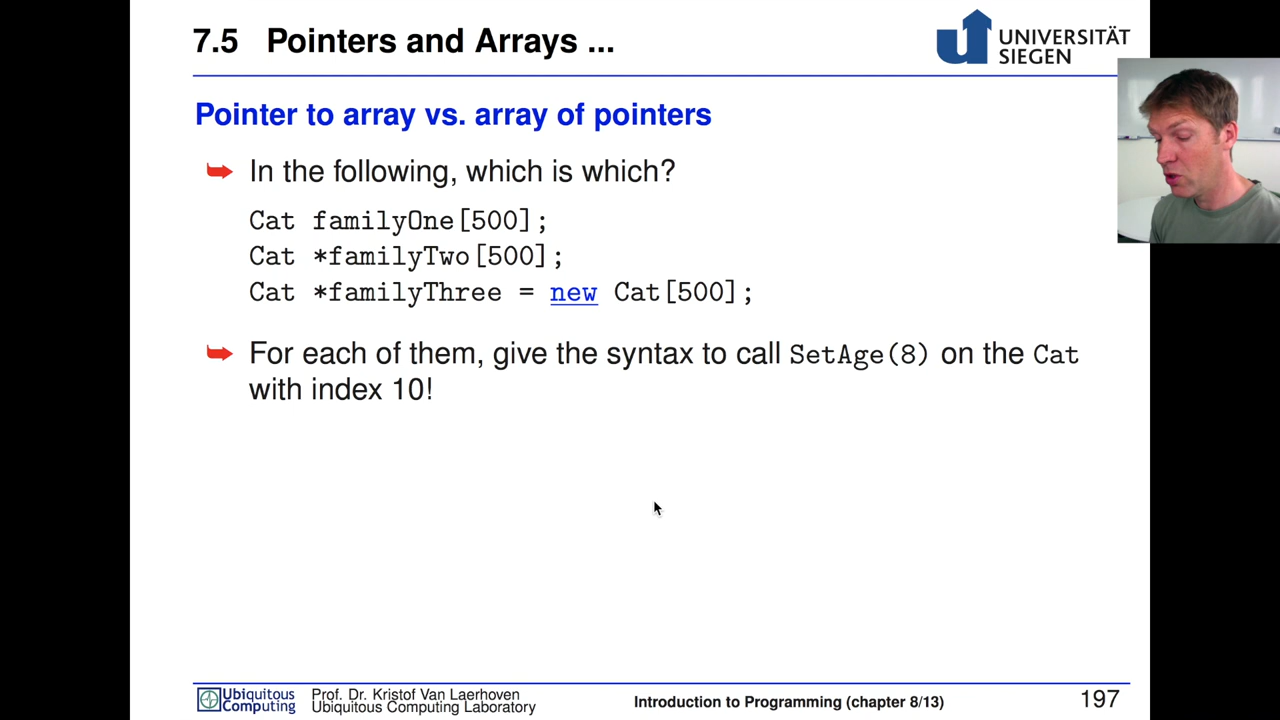 7.5 Pointers and Arrays ...
UNIVERSITÄT
SIEGEN
Pointer to array vs. array of pointers
In the following, which is which?
Cat familyOne[500];
Cat *familyTwo[500];
Cat *familyThree = new Cat[500];
For each of them, give the syntax to call SetAge(8) on the Cat
with index 10!
Ubiquitous
Computing
Prof. Dr. Kristof Van Laerhoven
Ubiquitous Computing Laboratory
Introduction to Programming (chapter 8/13)
197